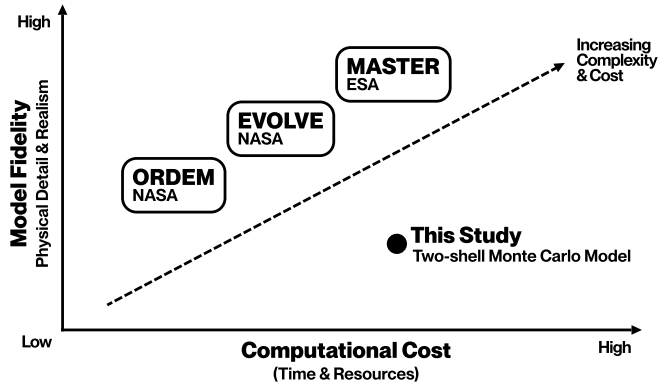 High
Model Fidelity
Physical Detail & Realism
Low
ORDEM
NASA
EVOLVE
NASA
MASTER
ESA
Increasing
Complexity
& Cost
This Study
Two-shell Monte Carlo Model
Computational Cost
(Time & Resources)
High